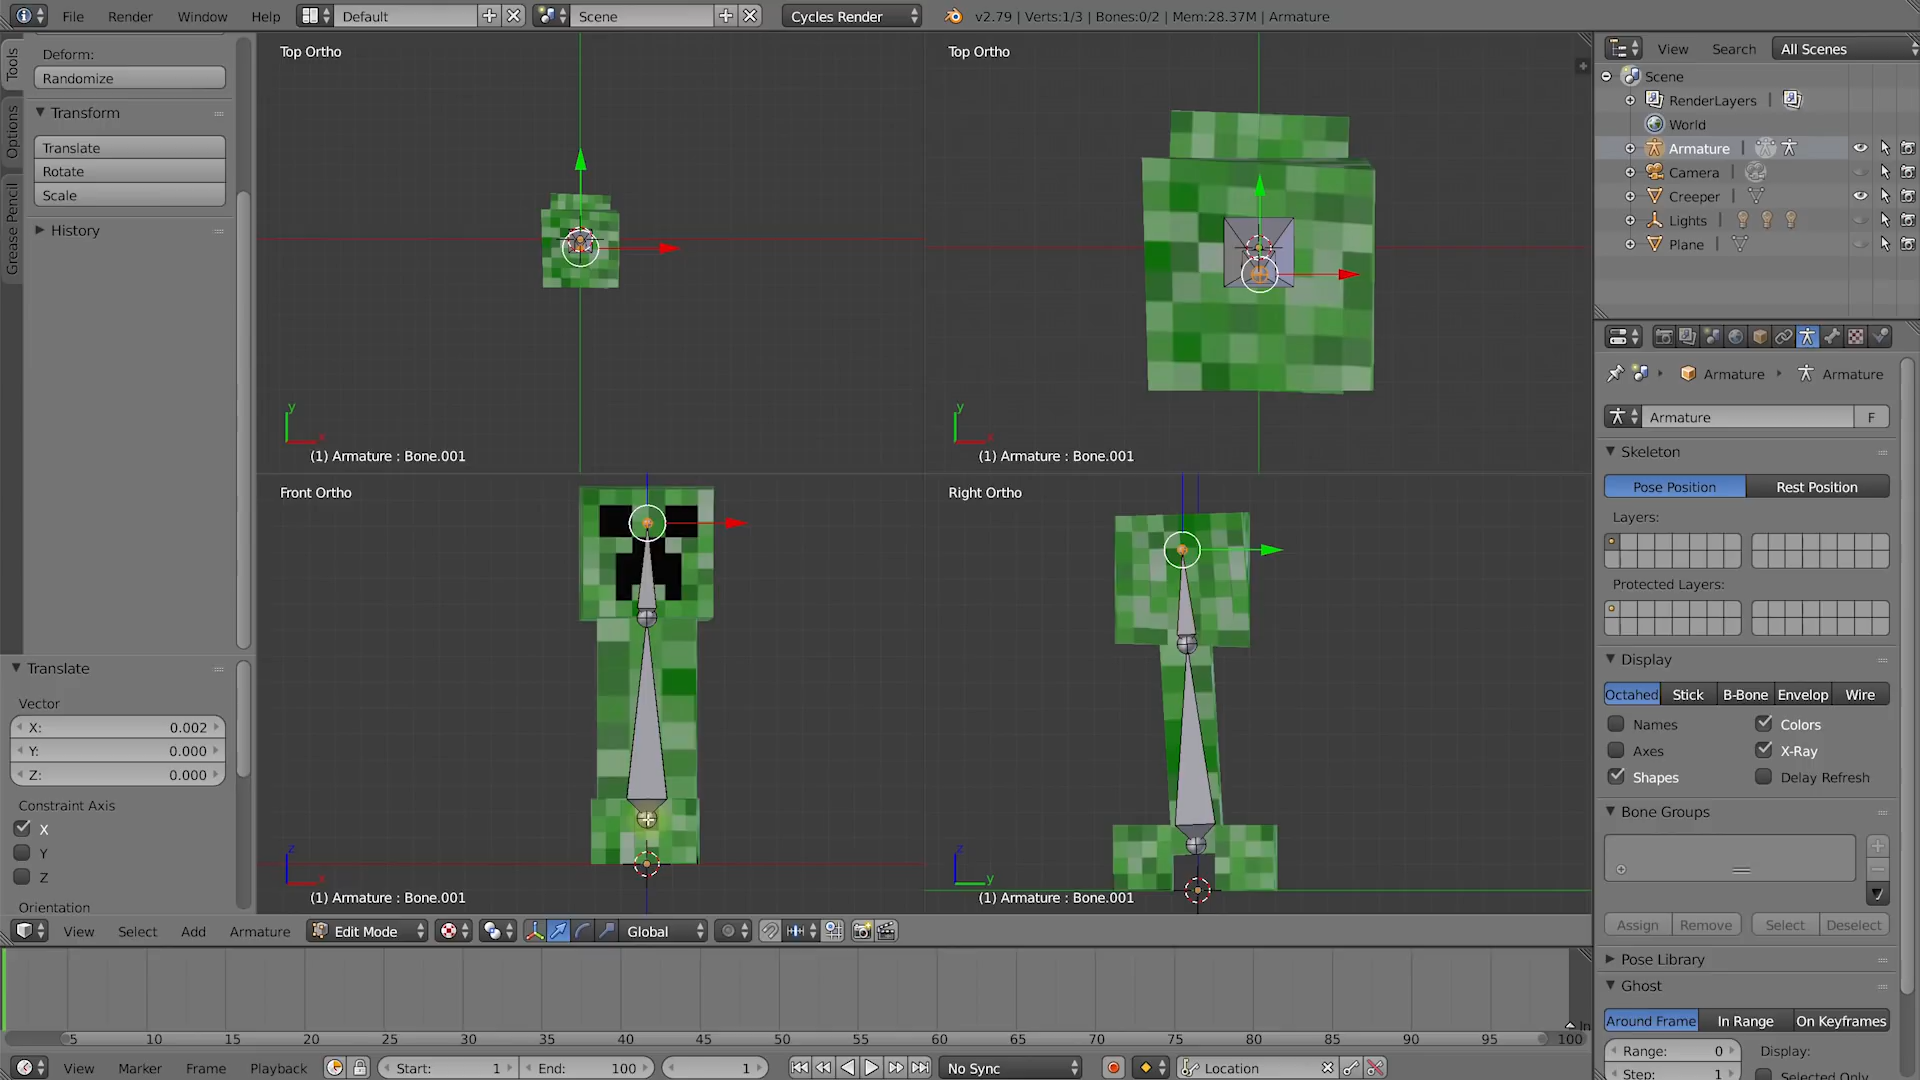 File Render Window Help Default Scene Cycles Render v2.79 | Verts:1/3 | Bones:0/2 | Mem:28.37M | Armature
Tools
Options
Grease Pencil
Deform:
Randomize
Transform
Translate
Rotate
Scale
History
Translate
Vector
X: 0.002
Y: 0.000
Z: 0.000
Constraint Axis
X
Y
Z
Orientation
Top Ortho
y
x
(1) Armature : Bone.001
Top Ortho
y
x
(1) Armature : Bone.001
Front Ortho
z
x
(1) Armature : Bone.001
Right Ortho
z
y
(1) Armature : Bone.001
View Select Add Armature Edit Mode Global
5 10 15 20 25 30 35 40 45 50 55 60 65 70 75 80 85 90 95 100
View Marker Frame Playback Start: 1 End: 100 1 No Sync Location
View Search All Scenes
Scene
RenderLayers |
World
Armature |
Camera |
Creeper |
Lights |
Plane |
Armature Armature
Armature F
Skeleton
Pose Position Rest Position
Layers:
Protected Layers:
Display
Octahed Stick B-Bone Envelop Wire
Names Colors
Axes X-Ray
Shapes Delay Refresh
Bone Groups
Assign Remove Select Deselect
Pose Library
Ghost
Around Frame In Range On Keyframes
Range: 0 Display:
Step: 1 Selected Only